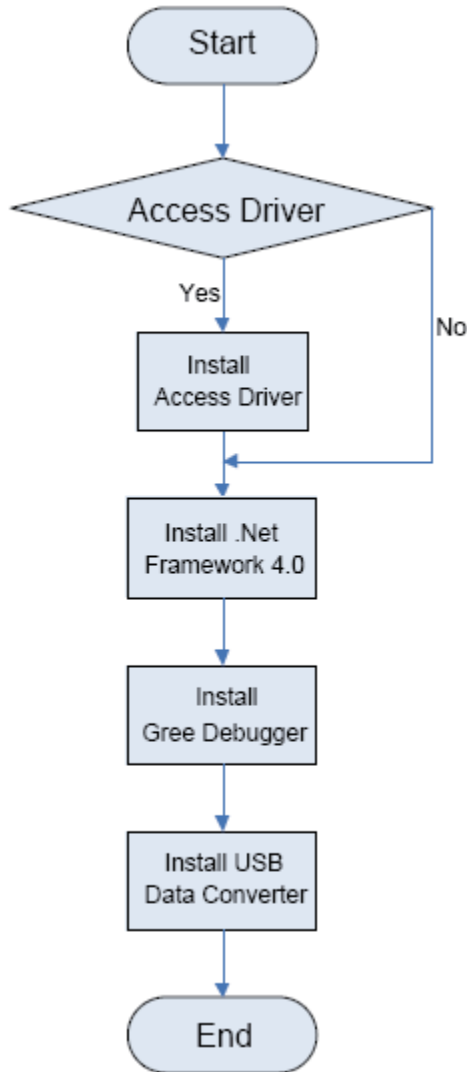 Start
Access Driver
Yes
No
Install
Access Driver
Install .Net
Framework 4.0
Install
Gree Debugger
Install USB
Data Converter
End